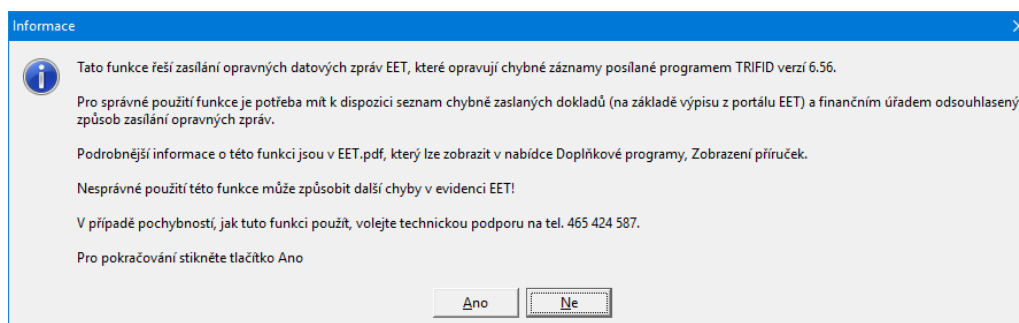 Informace
Tato funkce řeší zasílání opravných datových zpráv EET, které opravují chybné záznamy posílané programem TRIFID verzí 6.56.
Pro správné použití funkce je potřeba mít k dispozici seznam chybně zaslaných dokladů (na základě výpisu z portálu EET) a finančním úřadem odsouhlasený
způsob zasílání opravných zpráv.
Podrobnější informace o této funkci jsou v EET.pdf, který lze zobrazit v nabídce Doplňkové programy, Zobrazení příruček.
Nesprávné použití této funkce může způsobit další chyby v evidenci EET!
V případě pochybností, jak tuto funkci použít, volejte technickou podporu na tel. 465 424 587.
Pro pokračování stikněte tlačítko Ano
Ano
Ne